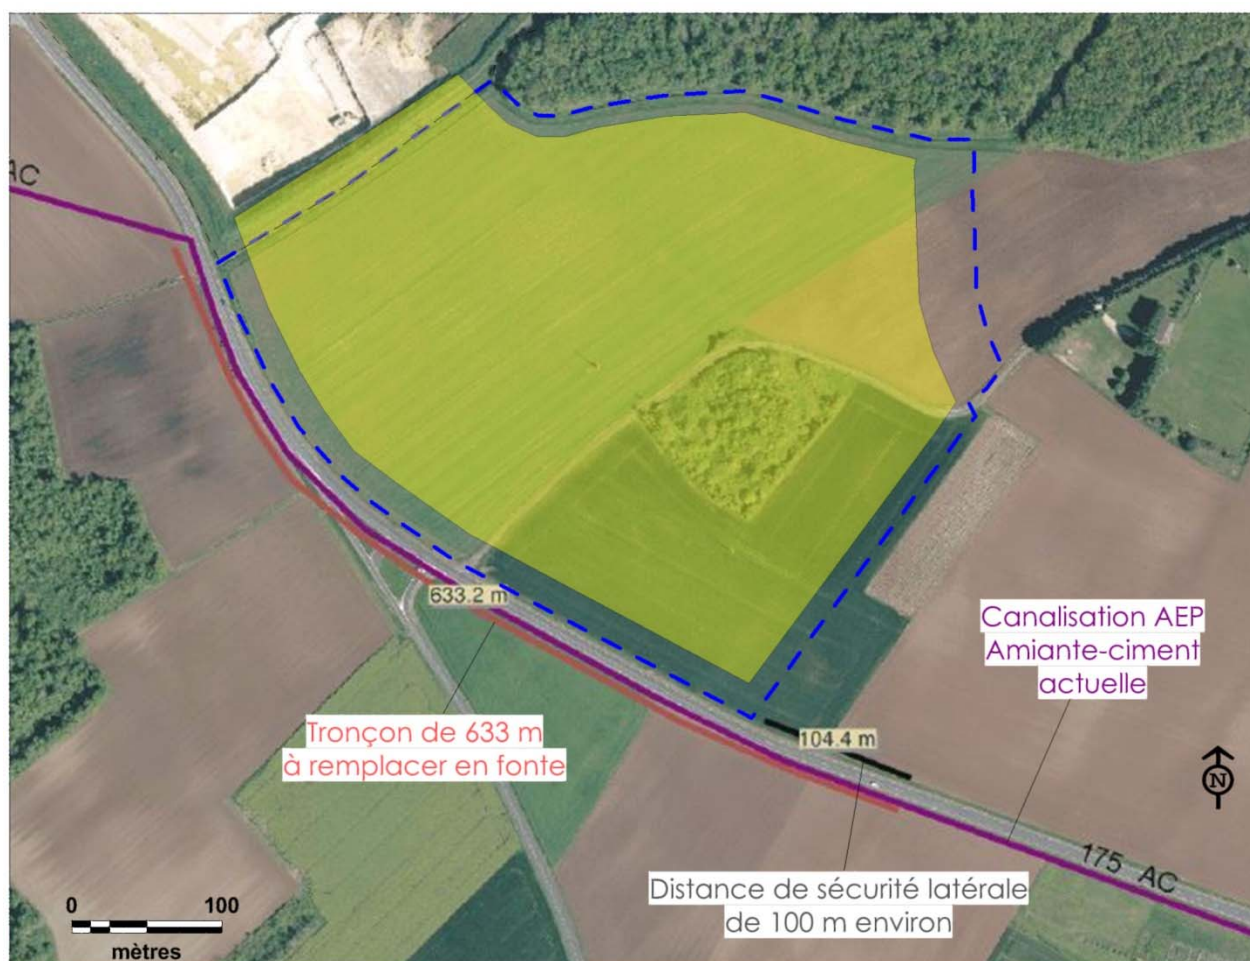 AC
633.2 m
Canalisation AEP
Amiante-ciment
actuelle
Tronçon de 633 m
à remplacer en fonte
104.4 m
N
175 AC
Distance de sécurité latérale
de 100 m environ
0 100
mètres